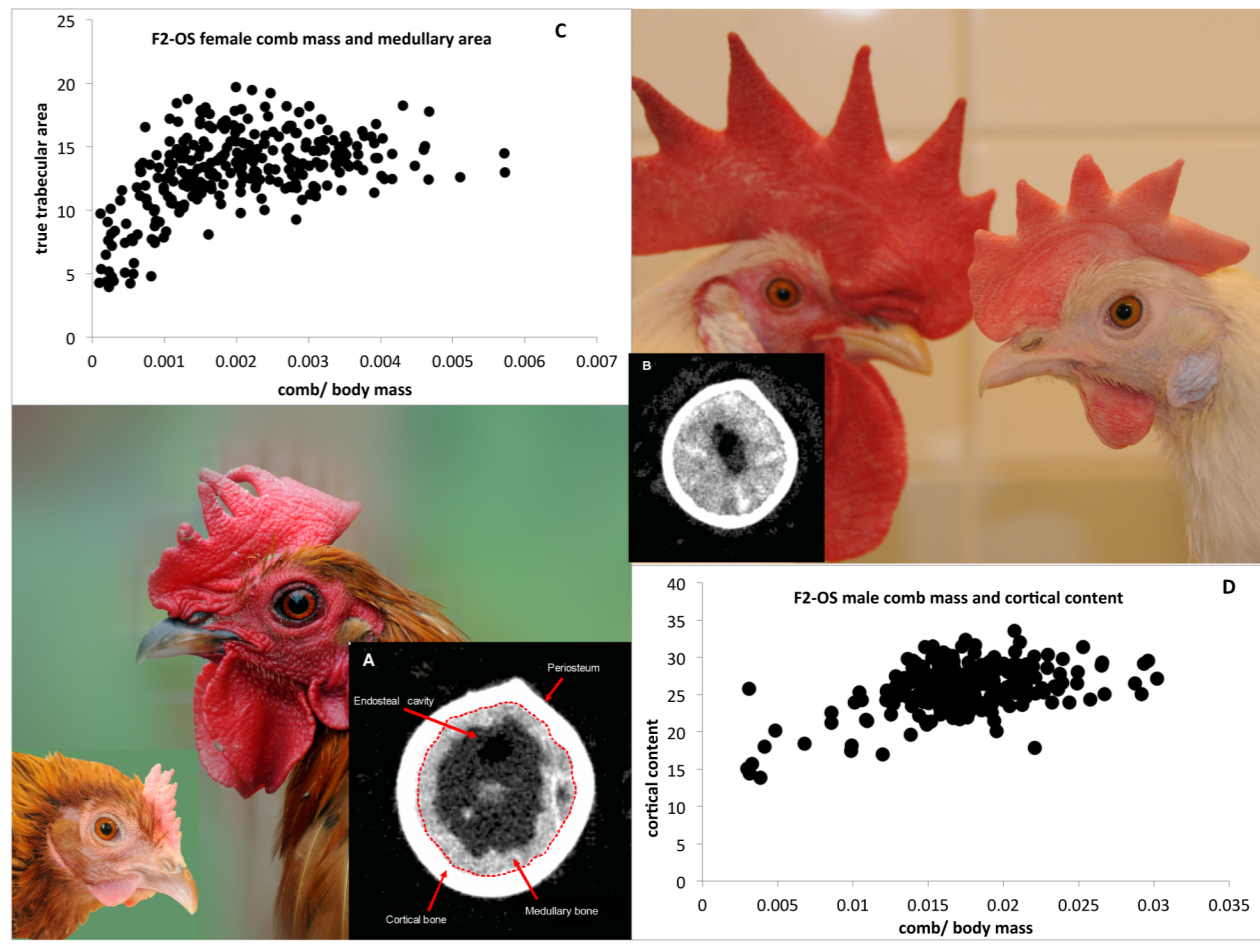 F2-OS female comb mass and medullary area
C
25
20
15
10
5
0
true trabecular area
0 0.001 0.002 0.003 0.004 0.005 0.006 0.007
comb/ body mass
B
A
Periosteum
Endosteal cavity
Cortical bone
Medullary bone
F2-OS male comb mass and cortical content
D
40
35
30
25
20
15
10
5
0
cortical content
0 0.005 0.01 0.015 0.02 0.025 0.03 0.035
comb/ body mass